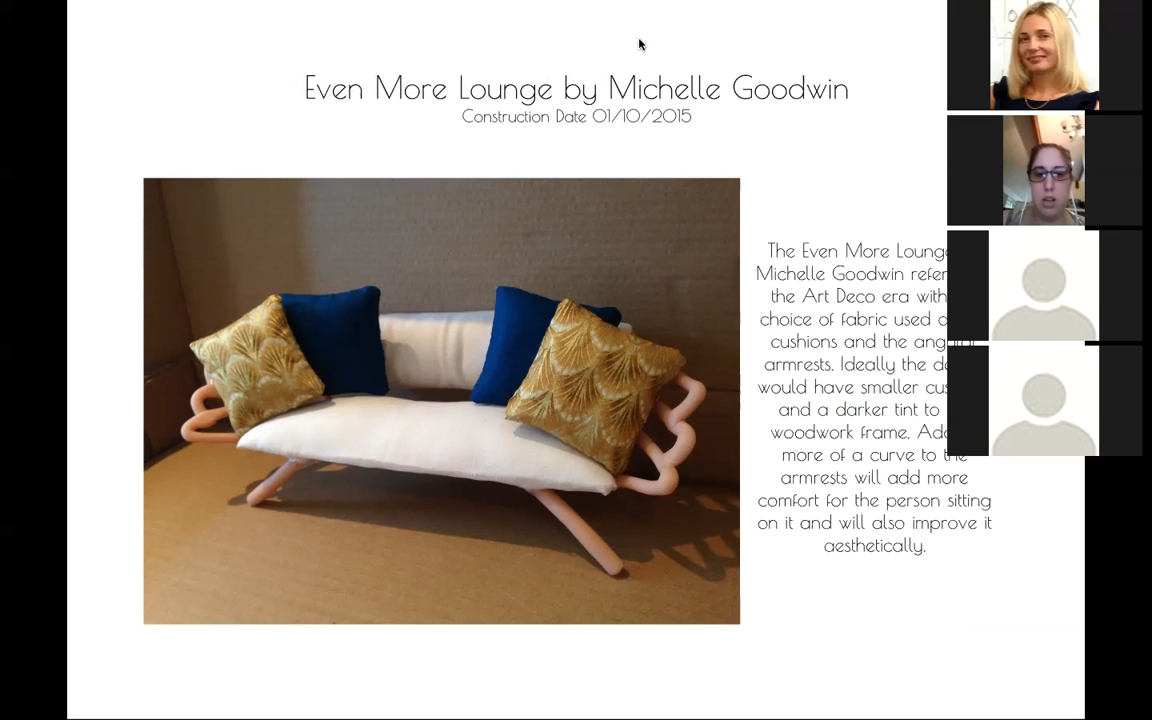 Even More Lounge by Michelle Goodwin
Construction Date 01/10/2015
The Even More Lounge
Michelle Goodwin
the Art Deco era with
choice of fabric used
cushions and the angular
armrests. Ideally the
would have smaller
and a darker tint to
woodwork frame.
more of a curve to the
armrests will add more
comfort for the person sitting
on it and will also improve it
aesthetically.